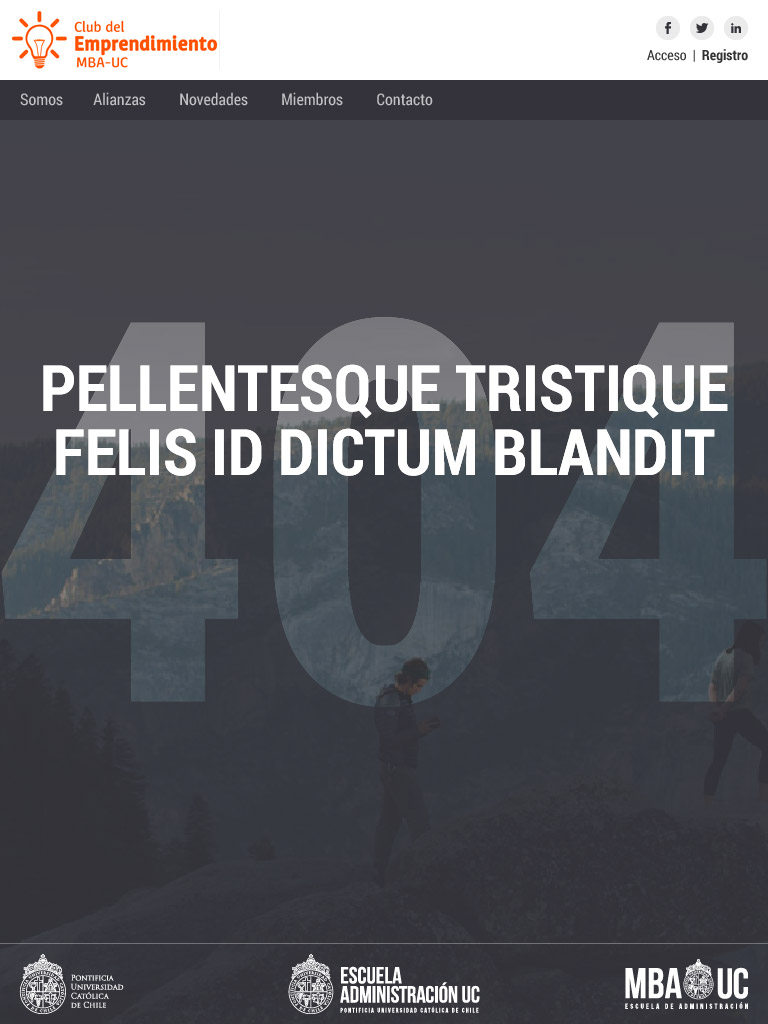 Club del
Emprendimiento
MBA-UC
Acceso | Registro
Somos Alianzas Novedades Miembros Contacto
404
PELLENTESQUE TRISTIQUE
FELIS ID DICTUM BLANDIT
PONTIFICIA
UNIVERSIDAD
CATÓLICA
DE CHILE
ESCUELA
ADMINISTRACIÓN UC
PONTIFICIA UNIVERSIDAD CATÓLICA DE CHILE
MBA UC
ESCUELA DE ADMINISTRACIÓN